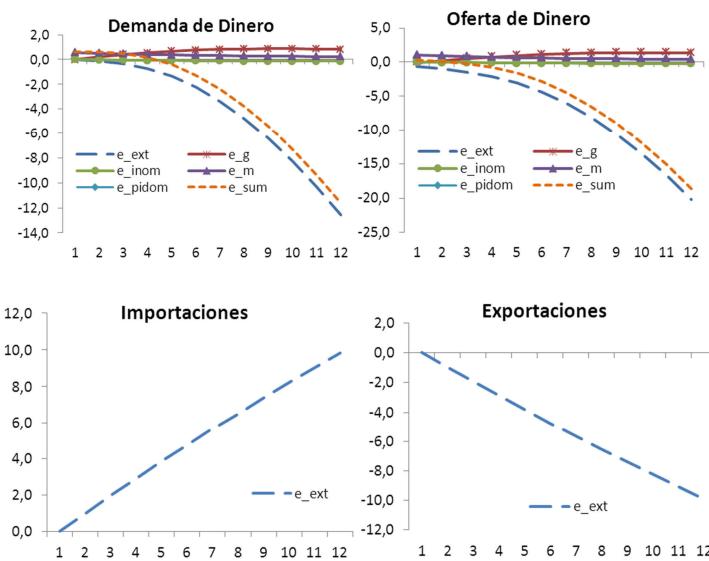 Demanda de Dinero
2,0
0,0
-2,0
-4,0
-6,0
-8,0
-10,0
-12,0
-14,0
e_ext e_g
e_inom e_m
e_pidom e_sum
1 2 3 4 5 6 7 8 9 10 11 12
Oferta de Dinero
5,0
0,0
-5,0
-10,0
-15,0
-20,0
-25,0
e_ext e_g
e_inom e_m
e_pidom e_sum
1 2 3 4 5 6 7 8 9 10 11 12
Importaciones
12,0
10,0
8,0
6,0
4,0
2,0
0,0
e_ext
1 2 3 4 5 6 7 8 9 10 11 12
Exportaciones
2,0
0,0
-2,0
-4,0
-6,0
-8,0
-10,0
-12,0
e_ext
1 2 3 4 5 6 7 8 9 10 11 12